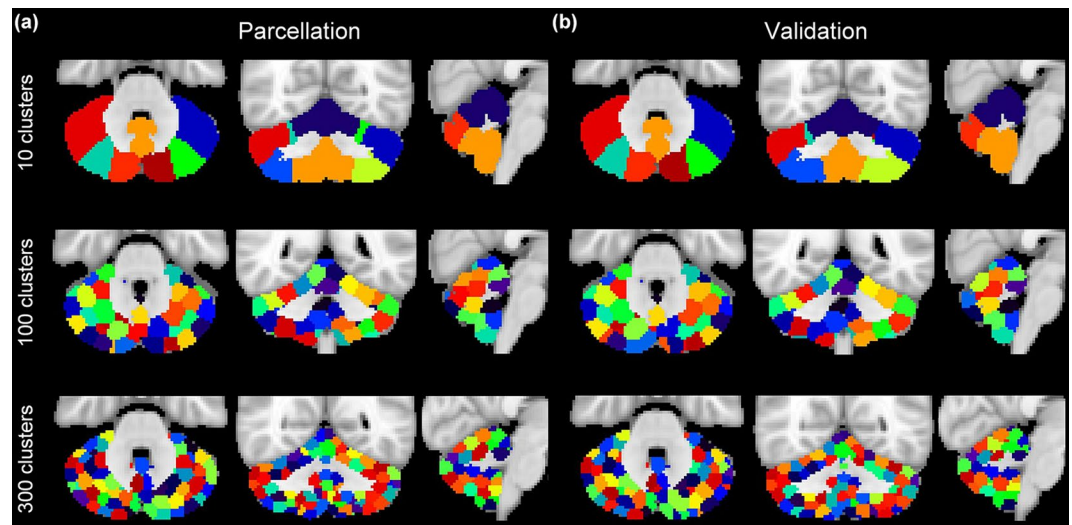 (a)
Parcellation
(b)
Validation
10 clusters
100 clusters
300 clusters